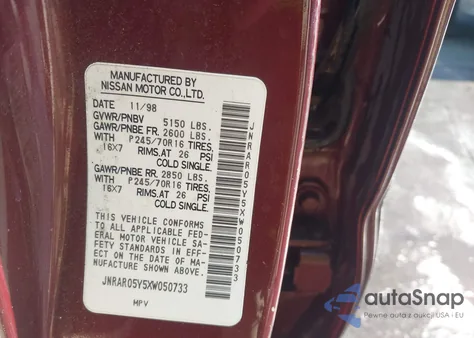 MANUFACTURED BY
NISSAN MOTOR CO.,LTD.
DATE 11/98
GVWR/PNBV 5150 LBS.
GAWR/PNBE FR. 2600 LBS.
WITH P245/70R16 TIRES,
16X7 RIMS.AT 26 PSI
COLD SINGLE.
GAWR/PNBE RR. 2850 LBS.
WITH P245/70R16 TIRES,
16X7 RIMS.AT 26 PSI
COLD SINGLE.
THIS VEHICLE CONFORMS
TO ALL APPLICABLE FED-
ERAL MOTOR VEHICLE SA-
FETY STANDARDS IN EFF-
ECT ON THE DATE OF MA-
NUFACTURE SHOWN ABOVE.
JNRAR05Y5XW050733
MPV
JNRAR05Y5XW050733
autoSnap
Pewne auta z USA i EU